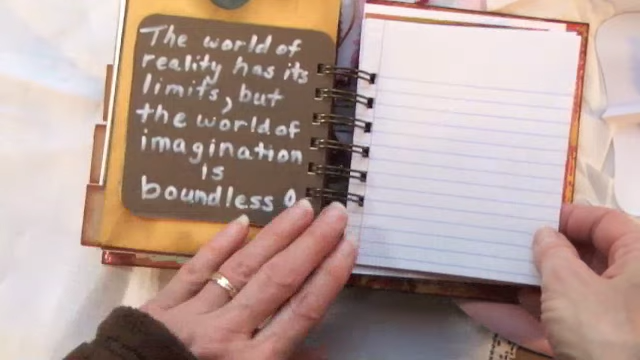 The world of
reality has its
limits, but
the world of
imagination
is
boundless